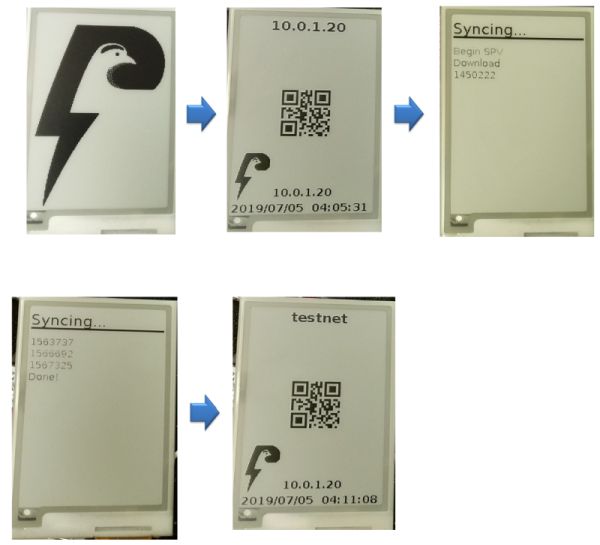 10.0.1.20
10.0.1.20
2019/07/05 04:05:31
Syncing...
Begin SPV
Download
1450222
Syncing...
1563737
1566692
1567325
Done!
testnet
10.0.1.20
2019/07/05 04:11:08